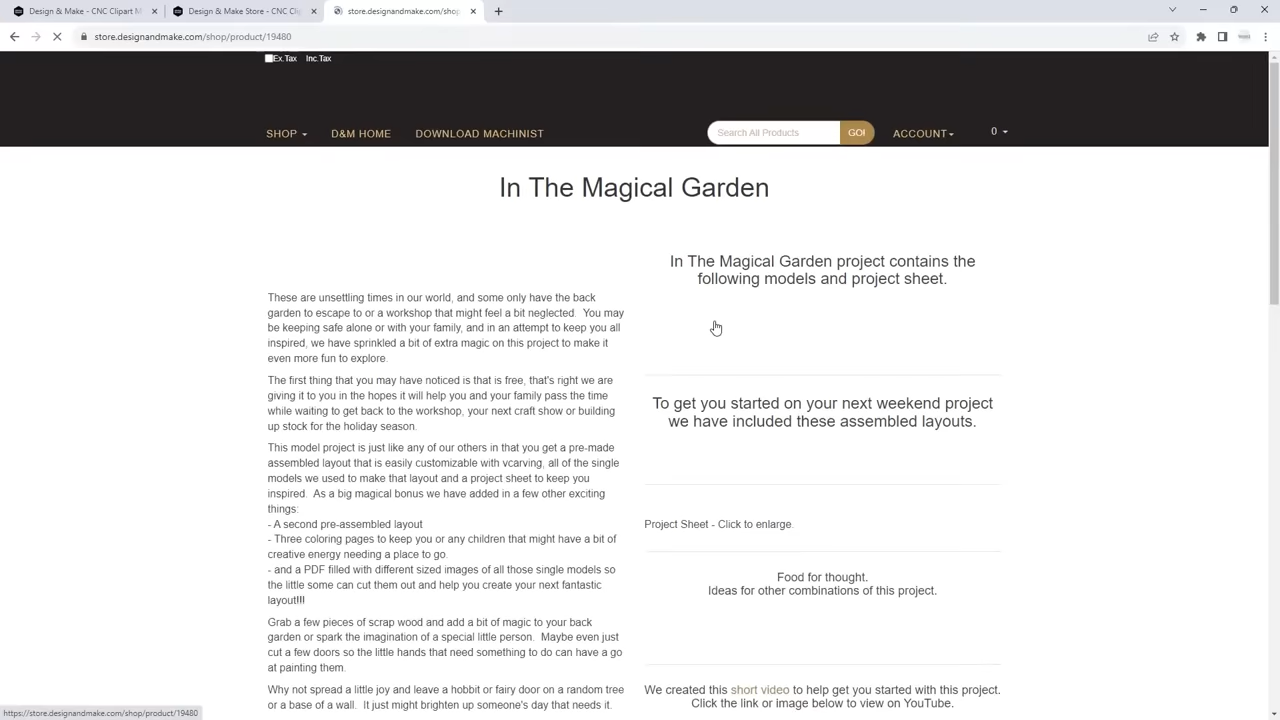 Design & Make - CNC Clipart M
Design & Make Store - CNC Clip
store.designandmake.com/shop
store.designandmake.com/shop/product/19480
Ex.Tax Inc.Tax
SHOP
D&M HOME
DOWNLOAD MACHINIST
Search All Products
GO!
ACCOUNT
0
In The Magical Garden
These are unsettling times in our world, and some only have the back
garden to escape to or a workshop that might feel a bit neglected. You may
be keeping safe alone or with your family, and in an attempt to keep you all
inspired, we have sprinkled a bit of extra magic on this project to make it
even more fun to explore.
The first thing that you may have noticed is that is free, that's right we are
giving it to you in the hopes it will help you and your family pass the time
while waiting to get back to the workshop, your next craft show or building
up stock for the holiday season.
This model project is just like any of our others in that you get a pre-made
assembled layout that is easily customizable with vcarving, all of the single
models we used to make that layout and a project sheet to keep you
inspired. As a big magical bonus we have added in a few other exciting
things:
- A second pre-assembled layout
- Three coloring pages to keep you or any children that might have a bit of
creative energy needing a place to go.
- and a PDF filled with different sized images of all those single models so
the little some can cut them out and help you create your next fantastic
layout!!!
Grab a few pieces of scrap wood and add a bit of magic to your back
garden or spark the imagination of a special little person. Maybe even just
cut a few doors so the little hands that need something to do can have a go
at painting them.
Why not spread a little joy and leave a hobbit or fairy door on a random tree
or a base of a wall. It just might brighten up someone's day that needs it.
In The Magical Garden project contains the
following models and project sheet.
To get you started on your next weekend project
we have included these assembled layouts.
Project Sheet - Click to enlarge.
Food for thought.
Ideas for other combinations of this project.
We created this short video to help get you started with this project.
Click the link or image below to view on YouTube.
https://store.designandmake.com/shop/product/19480